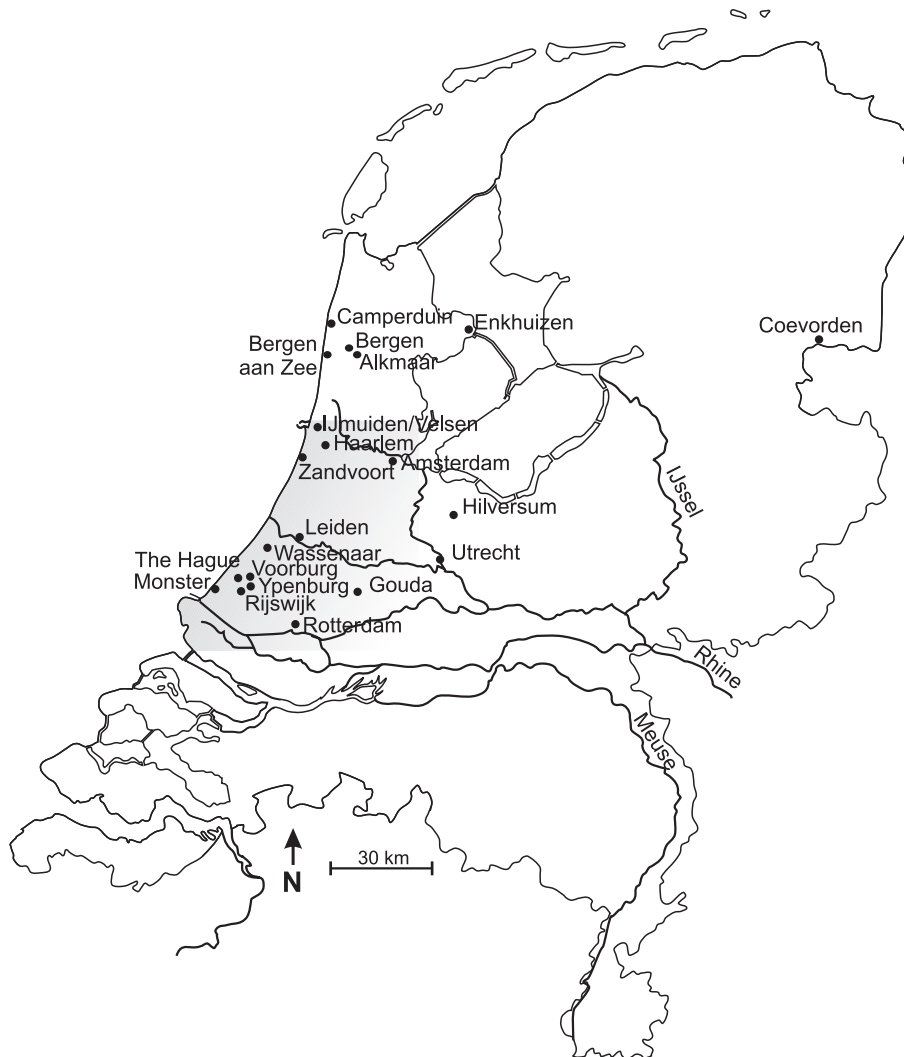 Camperduin
Enkhuizen
Coevorden
Bergen
Bergen
aan Zee
Alkmaar
IJmuiden/Velsen
Haarlem
Zandvoort
Amsterdam
IJssel
Hilversum
Leiden
Wassenaar
Utrecht
The Hague
Voorburg
Monster
Ypenburg
Gouda
Rijswijk
Rotterdam
Rhine
Meuse
30 km
N